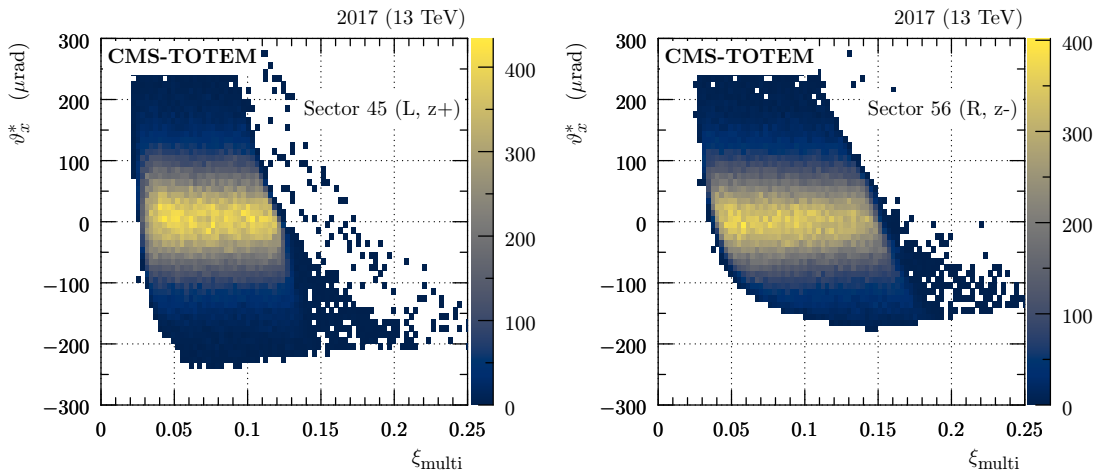 2017 (13 TeV)
CMS-TOTEM
Sector 45 (L, z+)
ϑ*x (μrad)
300
200
100
0
−100
−200
−300
0 0.05 0.1 0.15 0.2 0.25
ξmulti
400
300
200
100
0
2017 (13 TeV)
CMS-TOTEM
Sector 56 (R, z-)
ϑ*x (μrad)
300
200
100
0
−100
−200
−300
0 0.05 0.1 0.15 0.2 0.25
ξmulti
400
300
200
100
0